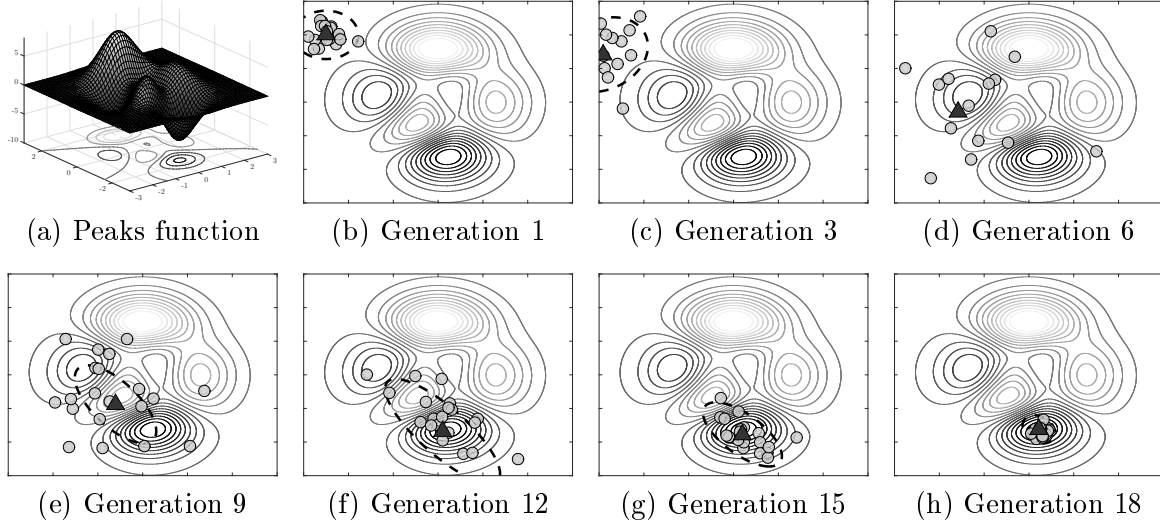 5
0
-5
-10
2
0
-2
-3
-2
-1
0
1
2
3
(a) Peaks function
(b) Generation 1
(c) Generation 3
(d) Generation 6
(e) Generation 9
(f) Generation 12
(g) Generation 15
(h) Generation 18